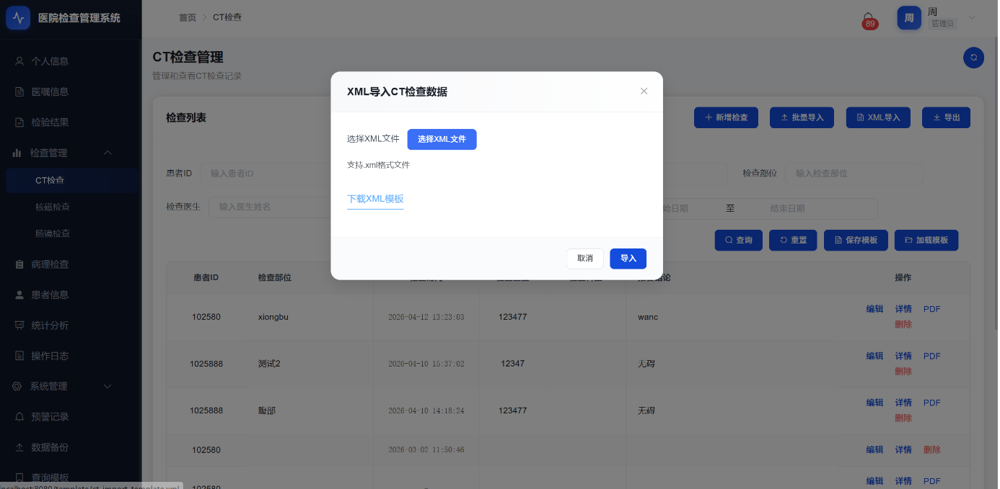 医院检查管理系统
首页 > CT检查
89
周
周
管理员
个人信息
医嘱信息
检验结果
检查管理
CT检查
核磁检查
肠镜检查
病理检查
患者信息
统计分析
操作日志
系统管理
预警记录
数据备份
查询模板
CT检查管理
管理和查看CT检查记录
检查列表
新增检查
批量导入
XML导入
导出
患者ID 输入患者ID
检查部位 输入检查部位
检查医生 输入医生姓名
始日期 至 结束日期
查询
重置
保存模板
加载模板
XML导入CT检查数据
选择XML文件 选择XML文件
支持.xml格式文件
下载XML模板
取消
导入
患者ID 检查部位 操作
102580 xiongbu 2026-04-12 13:23:03 123477 wanc 编辑 详情 PDF
删除
1025888 测试2 2026-04-10 15:37:02 12347 无碍 编辑 详情 PDF
删除
1025888 腹部 2026-04-10 14:18:24 123477 无碍 编辑 详情 PDF
删除
102580 2026-03-02 11:50:46 编辑 详情 删除
102580 编辑 详情 PDF
localhost:8080/template/ct_import_template.xml